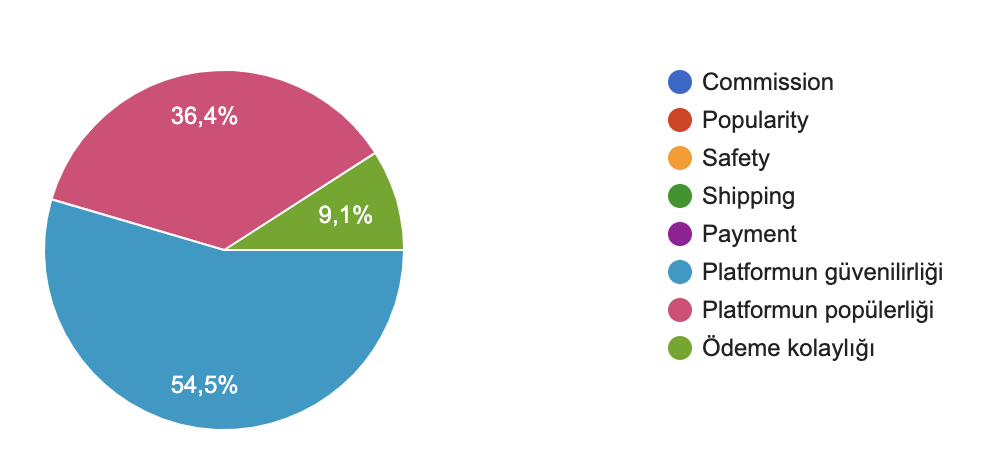 36,4%
9,1%
54,5%
Commission
Popularity
Safety
Shipping
Payment
Platformun güvenilirliği
Platformun popülerliği
Ödeme kolaylığı